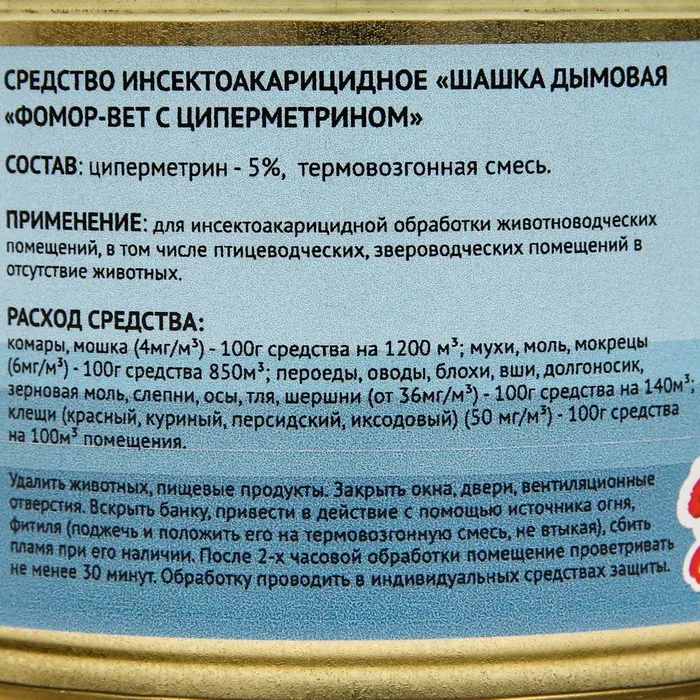 СРЕДСТВО ИНСЕКТОАКАРИЦИДНОЕ «ШАШКА ДЫМОВАЯ
«ФОМОР-ВЕТ С ЦИПЕРМЕТРИНОМ»
СОСТАВ: циперметрин - 5%, термовозгонная смесь.
ПРИМЕНЕНИЕ: для инсектоакарицидной обработки животноводческих
помещений, в том числе птицеводческих, звероводческих помещений в
отсутствие животных.
РАСХОД СРЕДСТВА:
комары, мошка (4мг/м³) - 100г средства на 1200 м³; мухи, моль, мокрецы
(6мг/м³) - 100г средства 850м³; пероеды, оводы, блохи, вши, долгоносик,
зерновая моль, слепни, осы, тля, шершни (от 36мг/м³) - 100г средства на 140м³;
клещи (красный, куриный, персидский, иксодовый) (50 мг/м³) - 100г средства
на 100м³ помещения.
Удалить животных, пищевые продукты. Закрыть окна, двери, вентиляционные
отверстия. Вскрыть банку, привести в действие с помощью источника огня,
фитиля (поджечь и положить его на термовозгонную смесь, не втыкая), сбить
пламя при его наличии. После 2-х часовой обработки помещение проветривать
не менее 30 минут. Обработку проводить в индивидуальных средствах защиты.